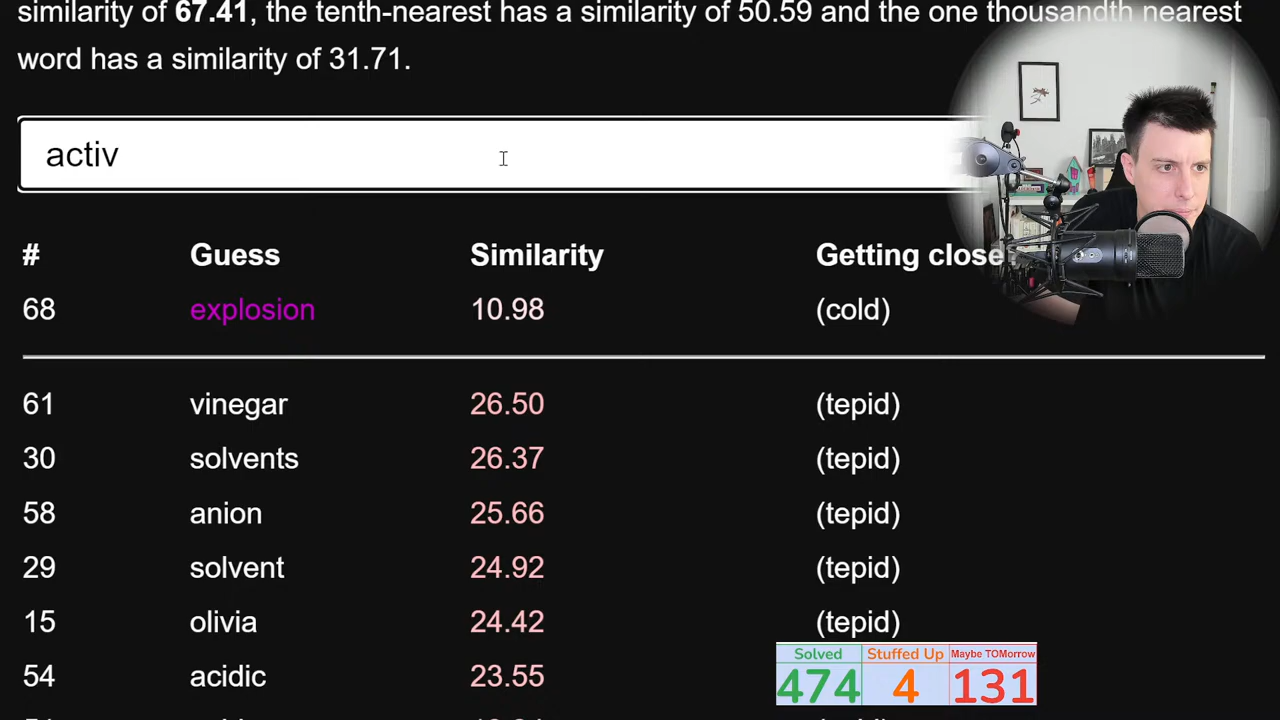 similarity of 67.41, the tenth-nearest has a similarity of 50.59 and the one thousandth nearest
word has a similarity of 31.71.
activ
# Guess Similarity Getting close
68 explosion 10.98 (cold)
61 vinegar 26.50 (tepid)
30 solvents 26.37 (tepid)
58 anion 25.66 (tepid)
29 solvent 24.92 (tepid)
15 olivia 24.42 (tepid)
54 acidic 23.55
Solved Stuffed Up Maybe TOMorrow
474 4 131